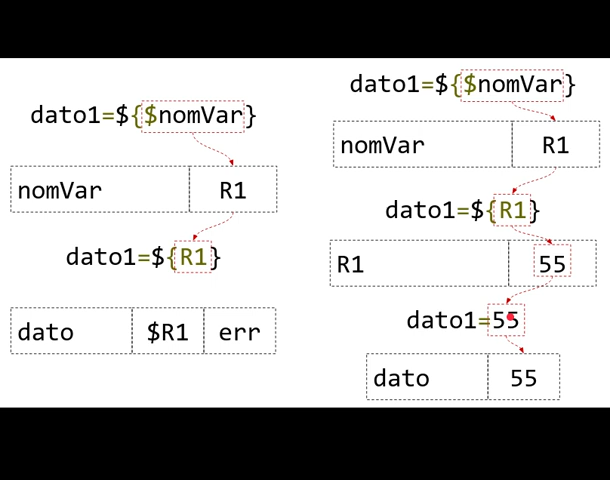 dato1=${$nomVar}
nomVar R1
dato1=${R1}
dato $R1 err
dato1=${$nomVar}
nomVar R1
dato1=${R1}
R1 55
dato1=55
dato 55